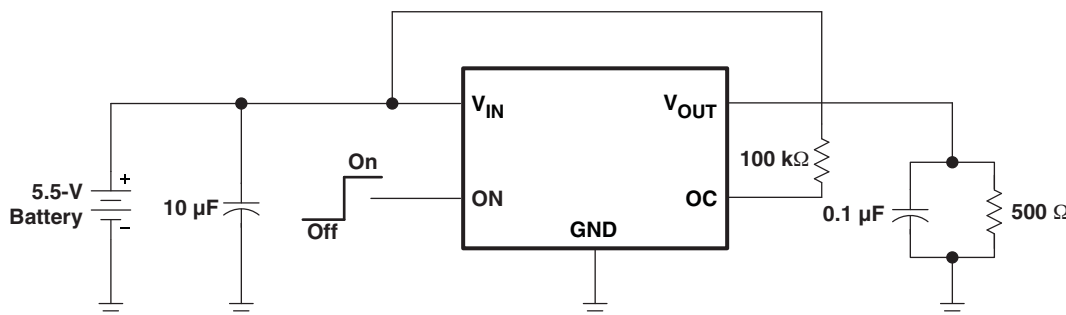 V_IN
V_OUT
100 kΩ
On
5.5-V
Battery
+
−
10 µF
ON
OC
Off
GND
0.1 µF
500 Ω